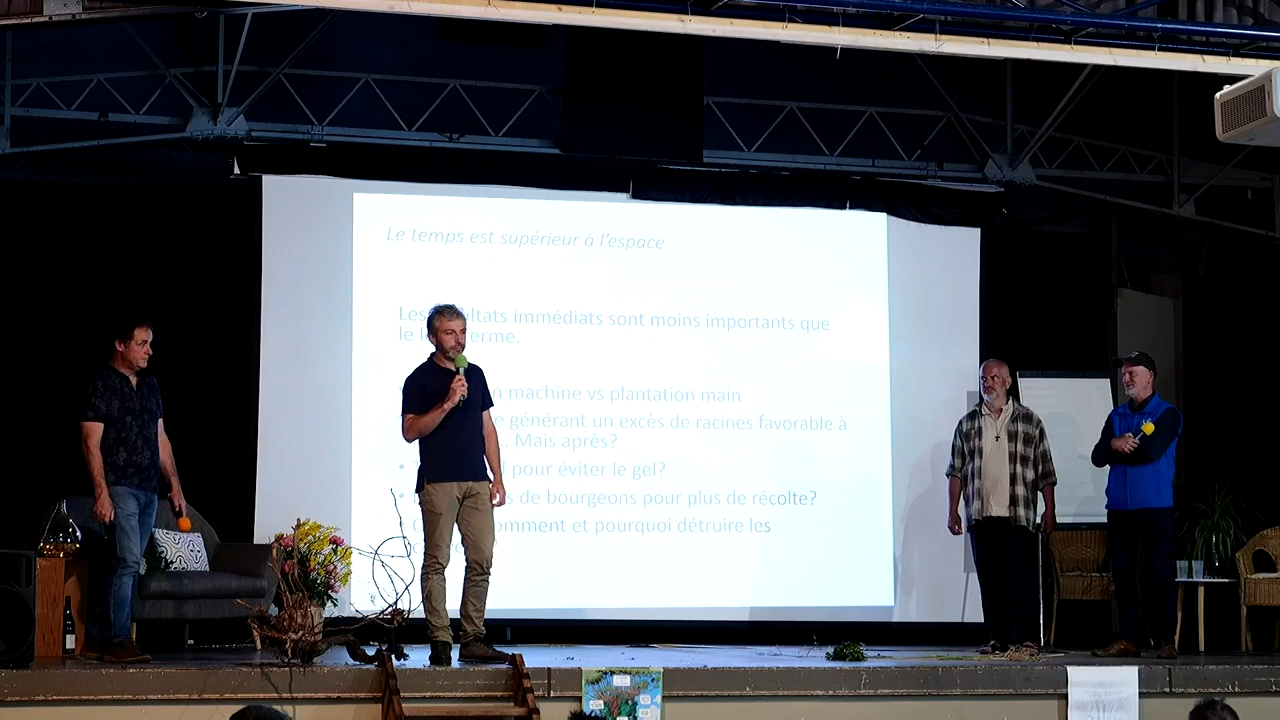 Le temps est supérieur à l'espace
Les résultats immédiats sont moins importants que
le erme.
n machine vs plantation main
e générant un excès de racines favorable à
. Mais après?
l pour éviter le gel?
s de bourgeons pour plus de récolte?
omment et pourquoi détruire les